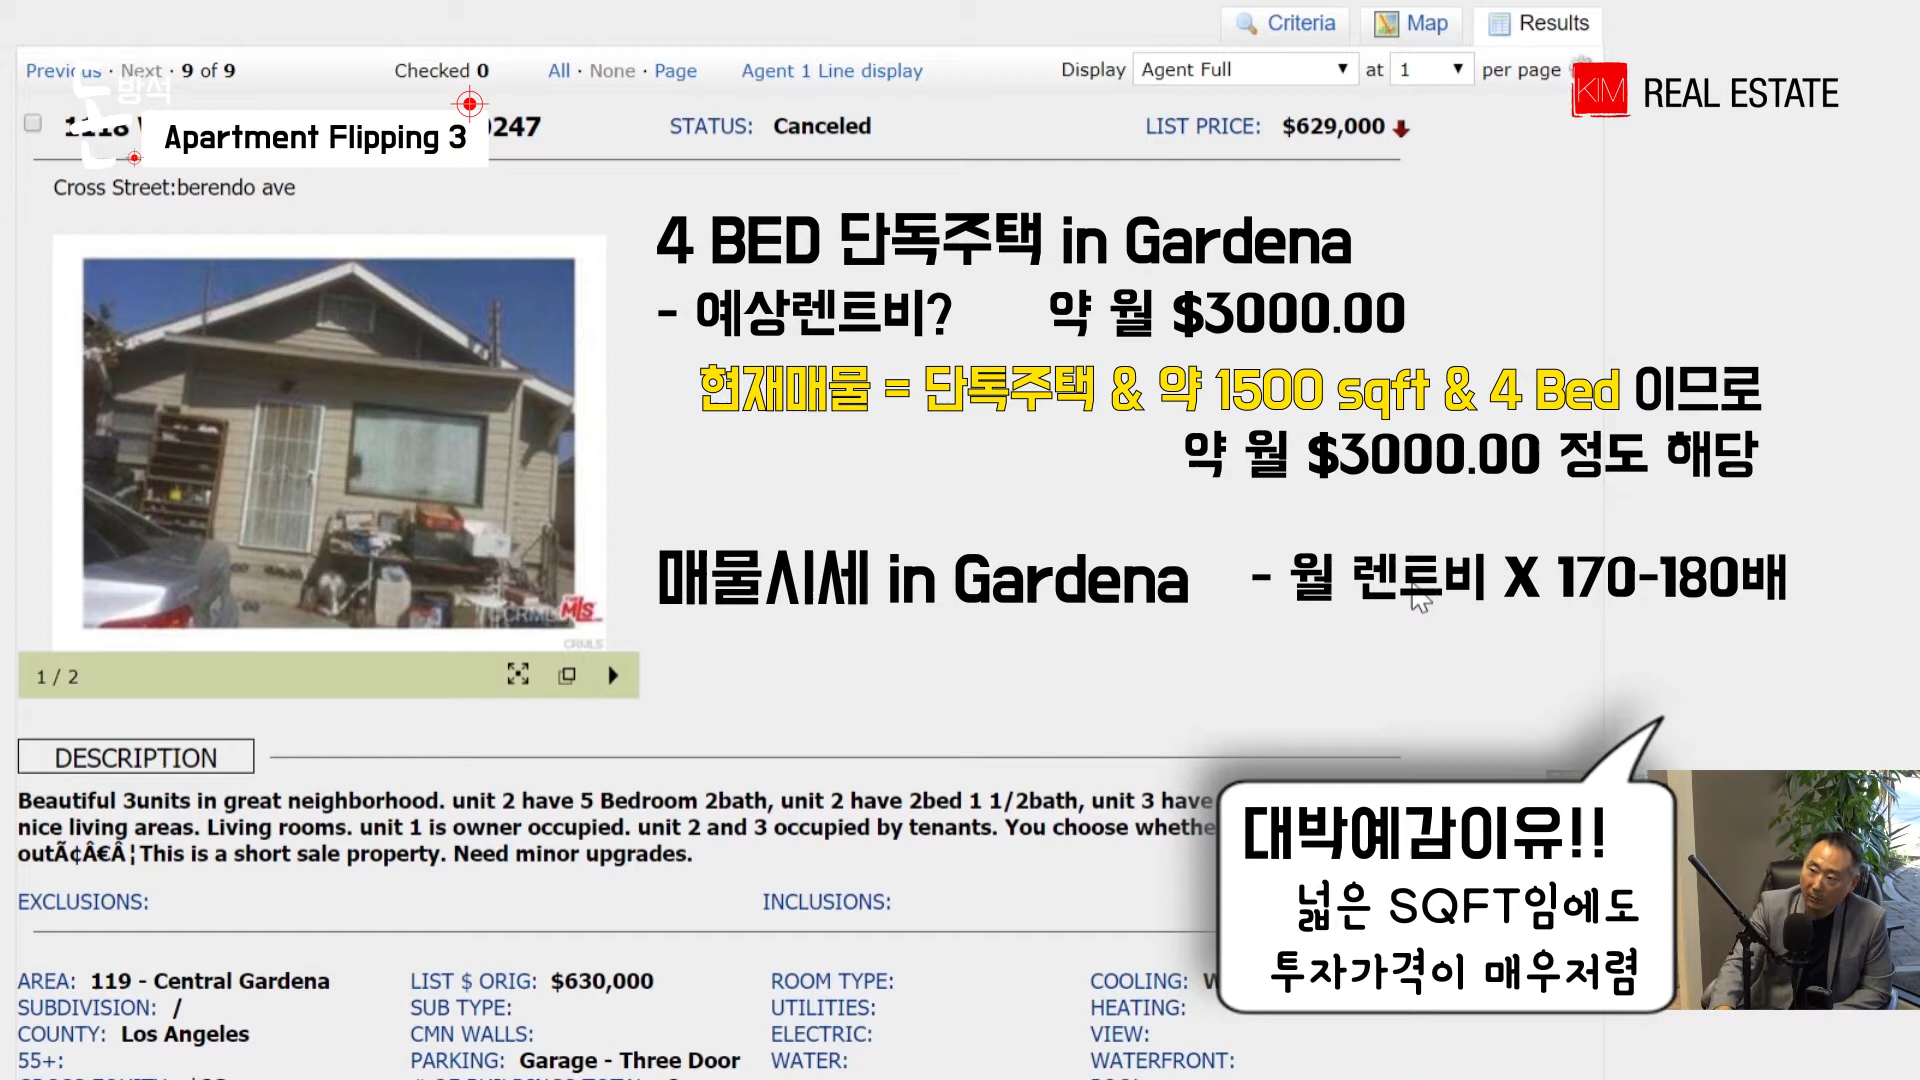 Criteria
Map
Results
Previous · Next · 9 of 9
Checked 0
All · None · Page
Agent 1 Line display
Display Agent Full at 1 per page
KIM REAL ESTATE
돈방석
Apartment Flipping 3
1118
0247
STATUS: Canceled
LIST PRICE: $629,000
Cross Street:berendo ave
4 BED 단독주택 in Gardena
- 예상렌트비? 약 월 $3000.00
현재매물 = 단톡주택 & 약 1500 sqft & 4 Bed 이므로
약 월 $3000.00 정도 해당
매물시세 in Gardena - 월 렌트비 X 170-180배
CRMLS
MLS
CRMLS
1 / 2
DESCRIPTION
Beautiful 3units in great neighborhood. unit 2 have 5 Bedroom 2bath, unit 2 have 2bed 1 1/2bath, unit 3 have
nice living areas. Living rooms. unit 1 is owner occupied. unit 2 and 3 occupied by tenants. You choose whethe
outÃ¢Â€Â¦This is a short sale property. Need minor upgrades.
대박예감이유!!
넓은 SQFT임에도
투자가격이 매우저렴
EXCLUSIONS:
INCLUSIONS:
AREA: 119 - Central Gardena
LIST $ ORIG: $630,000
ROOM TYPE:
COOLING: W
SUBDIVISION: /
SUB TYPE:
UTILITIES:
HEATING:
COUNTY: Los Angeles
CMN WALLS:
ELECTRIC:
VIEW:
55+:
PARKING: Garage - Three Door
WATER:
WATERFRONT: